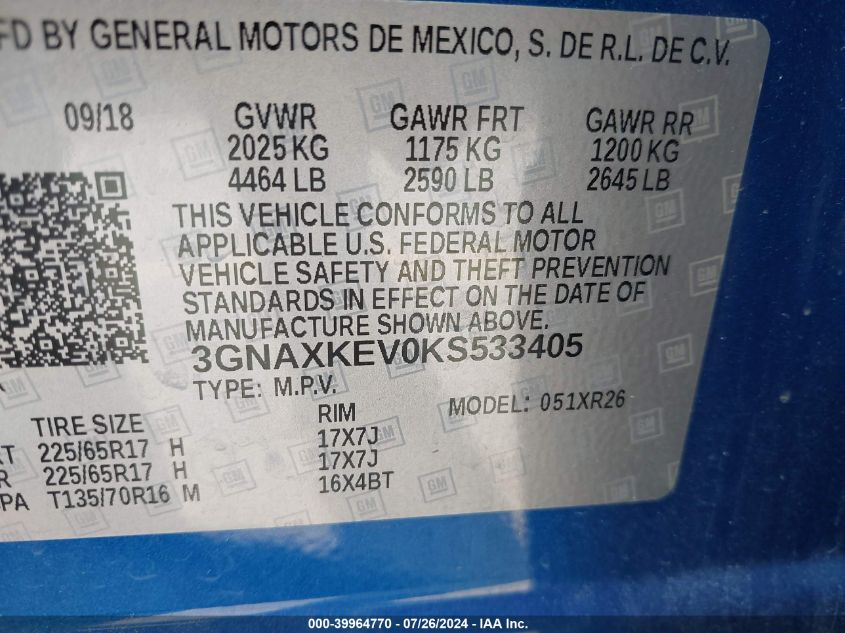 FD BY GENERAL MOTORS DE MEXICO, S. DE R.L. DE C.V.
09/18 GVWR GAWR FRT GAWR RR
2025 KG 1175 KG 1200 KG
4464 LB 2590 LB 2645 LB
THIS VEHICLE CONFORMS TO ALL
APPLICABLE U.S. FEDERAL MOTOR
VEHICLE SAFETY AND THEFT PREVENTION
STANDARDS IN EFFECT ON THE DATE OF
MANUFACTURE SHOWN ABOVE.
3GNAXKEV0KS533405
TYPE: M.P.V. MODEL: 051XR26
TIRE SIZE RIM
RT 225/65R17 H 17X7J
R 225/65R17 H 17X7J
PA T135/70R16 M 16X4BT
000-39964770 - 07/26/2024 - IAA Inc.